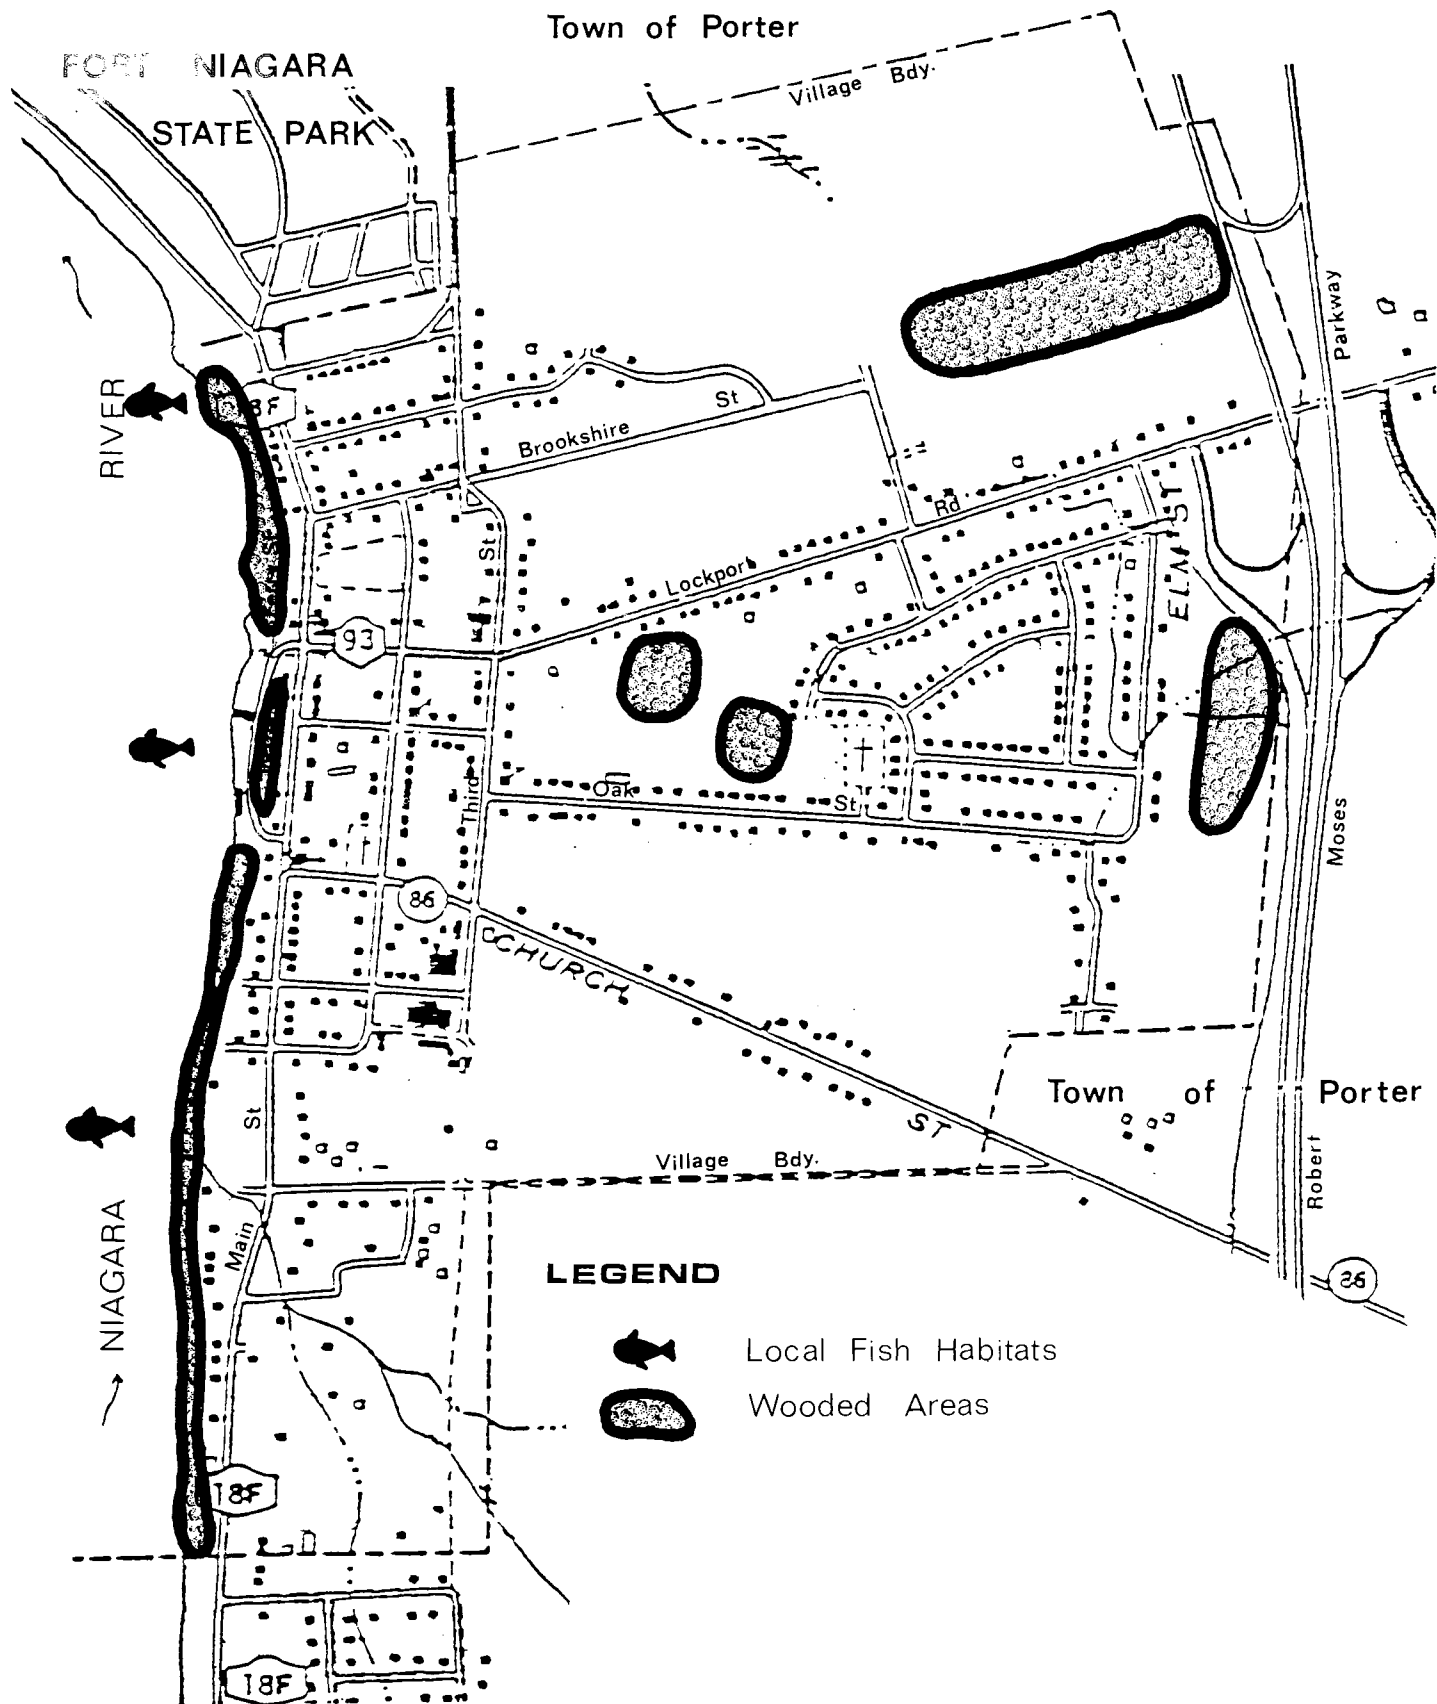 Town of Porter
FORT NIAGARA
STATE PARK
Village Bdy.
Parkway
RIVER
18F
St
Brookshire
Rd
St
Lockport
ELM ST
93
Third
Oak
St
Moses
86
CHURCH
ST
Town of Porter
St
Village Bdy.
Robert
Main
NIAGARA
LEGEND
86
Local Fish Habitats
Wooded Areas
18F
18F